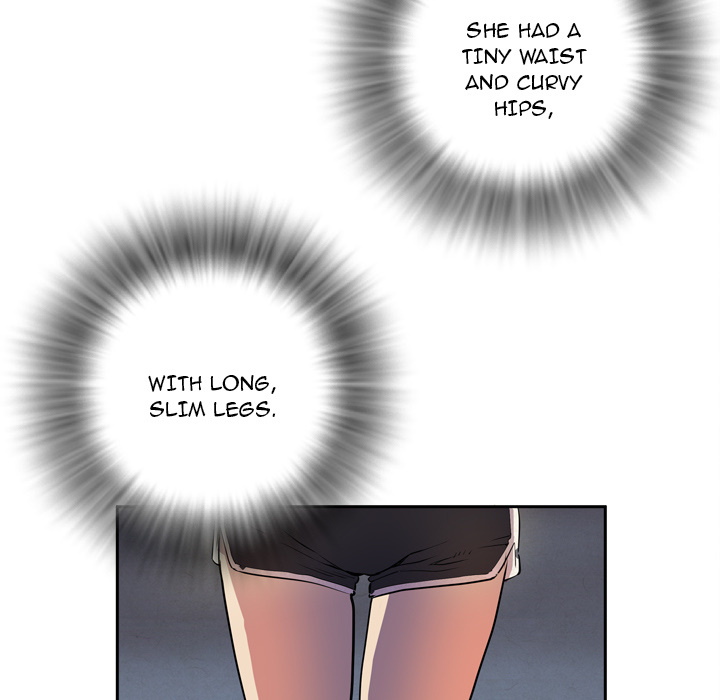 SHE HAD A
TINY WAIST
AND CURVY
HIPS,
WITH LONG,
SLIM LEGS.